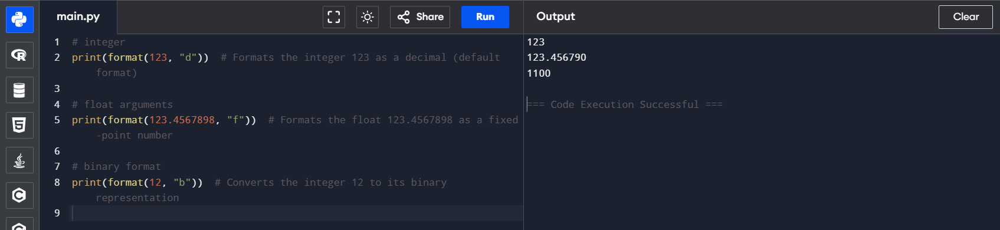 main.py
Share
Run
Output
Clear
1 # integer
2 print(format(123, "d"))  # Formats the integer 123 as a decimal (default
format)
3
4 # float arguments
5 print(format(123.4567898, "f"))  # Formats the float 123.4567898 as a fixed
-point number
6
7 # binary format
8 print(format(12, "b"))  # Converts the integer 12 to its binary
representation
9
123
123.456790
1100
=== Code Execution Successful ===